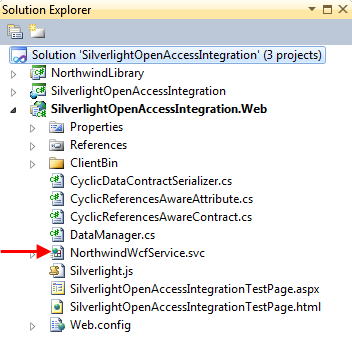 Solution Explorer
Solution 'SilverlightOpenAccessIntegration' (3 projects)
NorthwindLibrary
SilverlightOpenAccessIntegration
SilverlightOpenAccessIntegration.Web
Properties
References
ClientBin
CyclicDataContractSerializer.cs
CyclicReferencesAwareAttribute.cs
CyclicReferencesAwareContract.cs
DataManager.cs
NorthwindWcfService.svc
Silverlight.js
SilverlightOpenAccessIntegrationTestPage.aspx
SilverlightOpenAccessIntegrationTestPage.html
Web.config